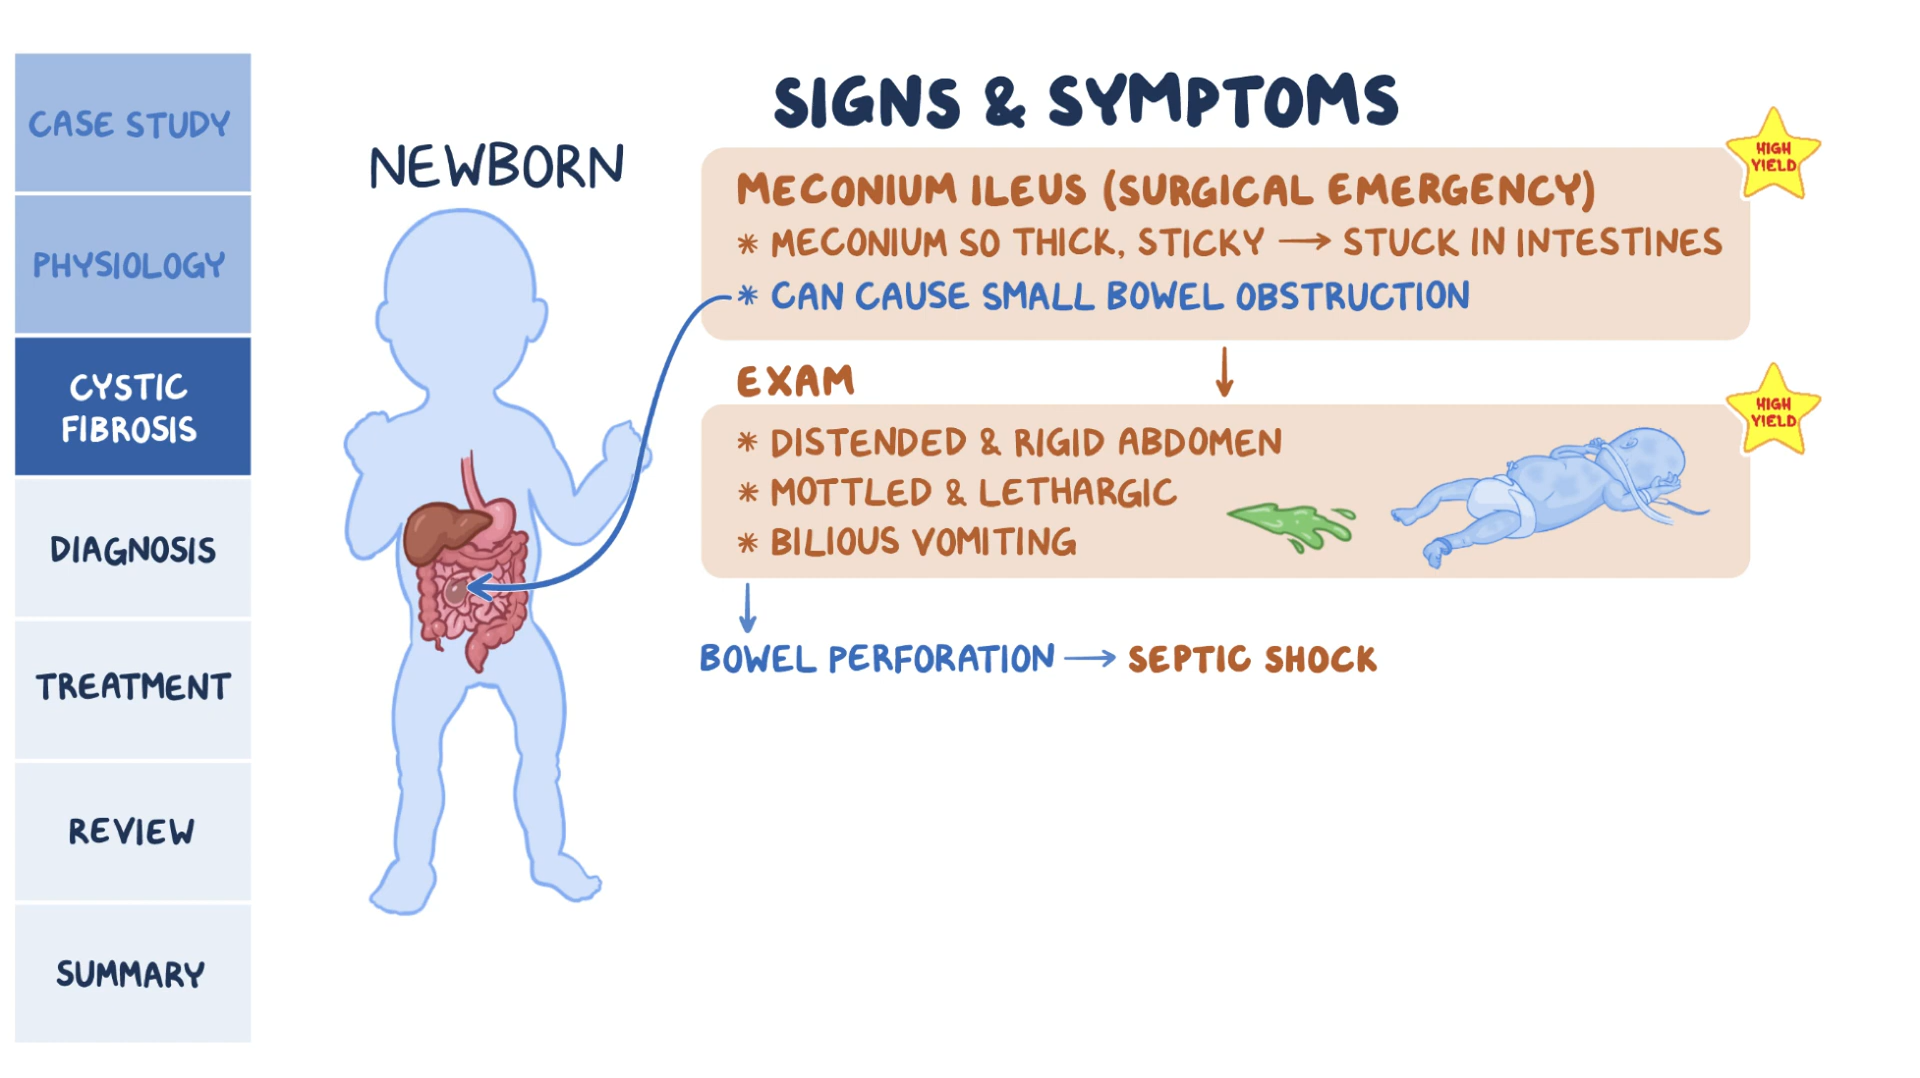 SIGNS & SYMPTOMS
CASE STUDY
PHYSIOLOGY
CYSTIC
FIBROSIS
DIAGNOSIS
TREATMENT
REVIEW
SUMMARY
NEWBORN
HIGH
YIELD
MECONIUM ILEUS (SURGICAL EMERGENCY)
* MECONIUM SO THICK, STICKY → STUCK IN INTESTINES
* CAN CAUSE SMALL BOWEL OBSTRUCTION
EXAM
HIGH
YIELD
* DISTENDED & RIGID ABDOMEN
* MOTTLED & LETHARGIC
* BILIOUS VOMITING
BOWEL PERFORATION → SEPTIC SHOCK